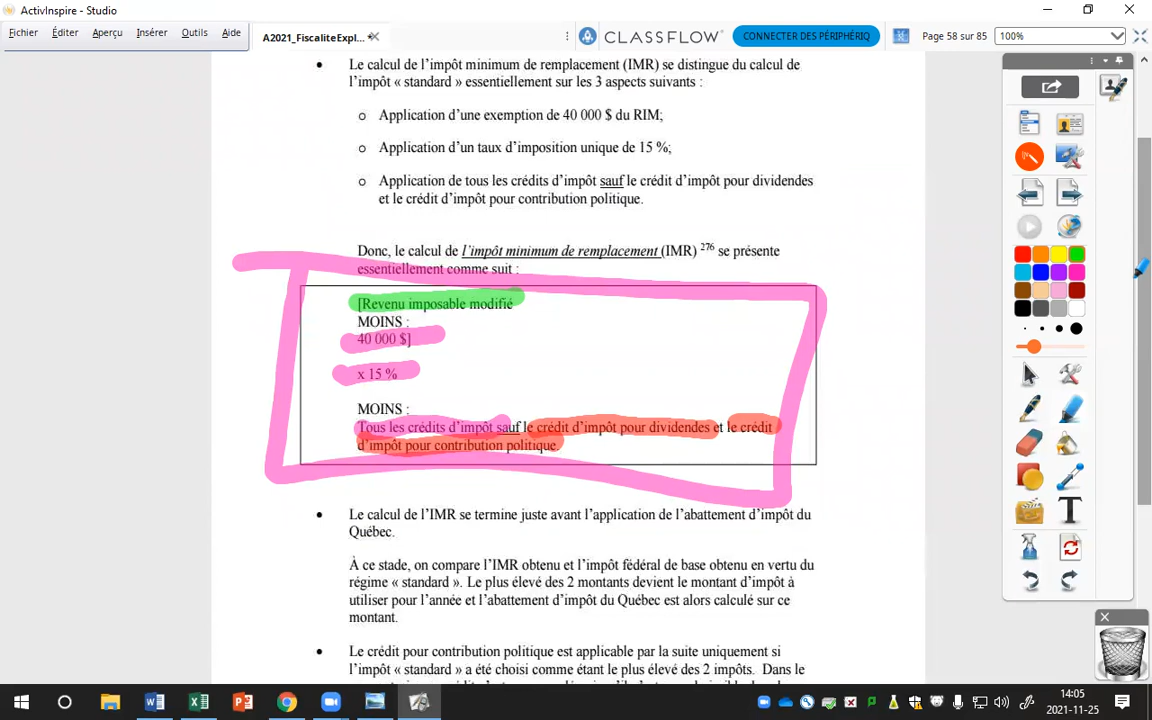 ActivInspire - Studio
Fichier Éditer Aperçu Insérer Outils Aide
A2021_FiscaliteExpl...
CLASSFLOW
CONNECTER DES PÉRIPHÉRIQ
Page 58 sur 85
100%
• Le calcul de l'impôt minimum de remplacement (IMR) se distingue du calcul de
l'impôt « standard » essentiellement sur les 3 aspects suivants :
o Application d'une exemption de 40 000 $ du RIM;
o Application d'un taux d'imposition unique de 15 %;
o Application de tous les crédits d'impôt sauf le crédit d'impôt pour dividendes
et le crédit d'impôt pour contribution politique.
Donc, le calcul de l'impôt minimum de remplacement (IMR) 276 se présente
essentiellement comme suit :
[Revenu imposable modifié
MOINS :
40 000 $]
x 15 %
MOINS :
Tous les crédits d'impôt sauf le crédit d'impôt pour dividendes et le crédit
d'impôt pour contribution politique.
• Le calcul de l'IMR se termine juste avant l'application de l'abattement d'impôt du
Québec.
À ce stade, on compare l'IMR obtenu et l'impôt fédéral de base obtenu en vertu du
régime « standard ». Le plus élevé des 2 montants devient le montant d'impôt à
utiliser pour l'année et l'abattement d'impôt du Québec est alors calculé sur ce
montant.
• Le crédit pour contribution politique est applicable par la suite uniquement si
l'impôt « standard » a été choisi comme étant le plus élevé des 2 impôts. Dans le
14:05
2021-11-25